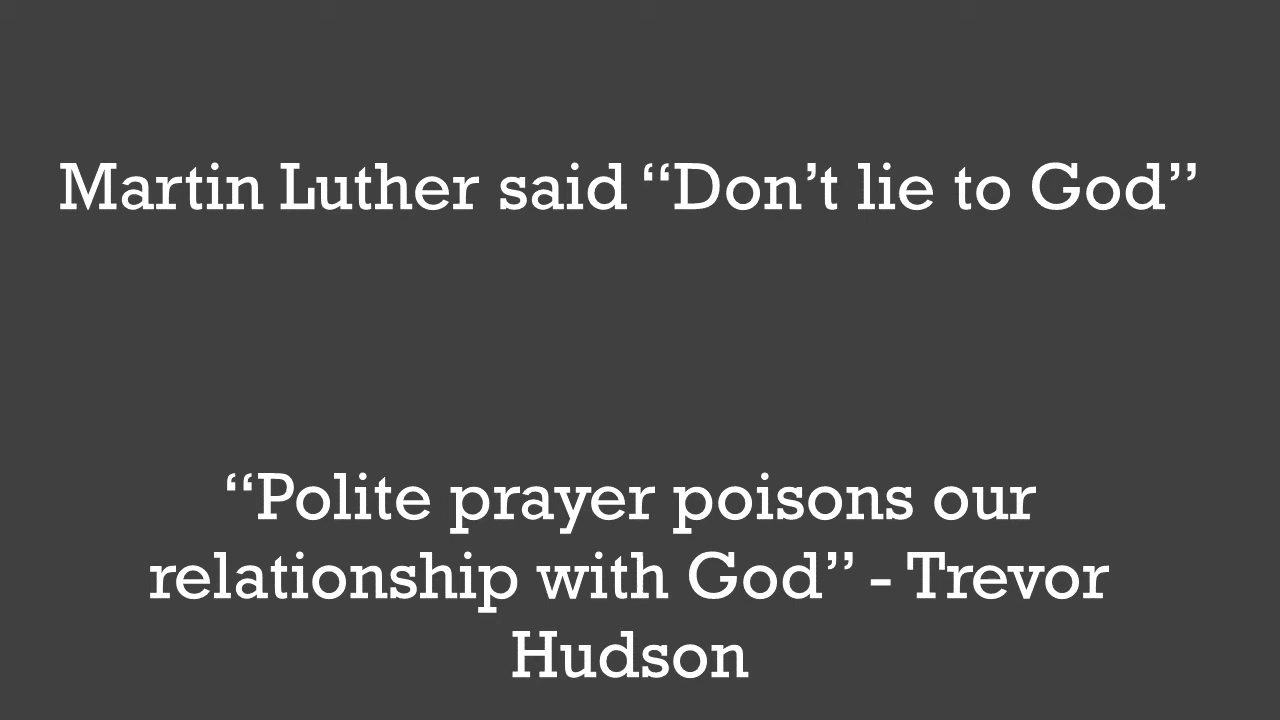 Martin Luther said “Don’t lie to God”
“Polite prayer poisons our
relationship with God” - Trevor
Hudson